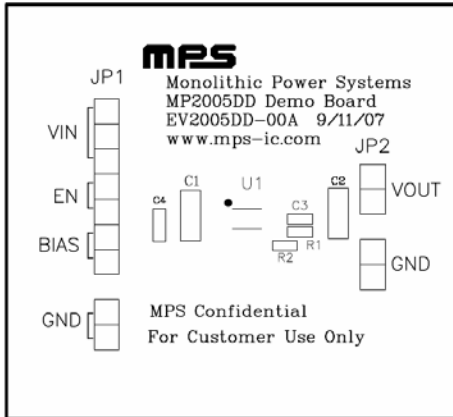 mps
JP1
Monolithic Power Systems
MP2005DD Demo Board
EV2005DD-00A 9/11/07
www.mps-ic.com
VIN
JP2
EN
C4
C1
U1
C2
VOUT
C3
R1
R2
BIAS
GND
GND
MPS Confidential
For Customer Use Only